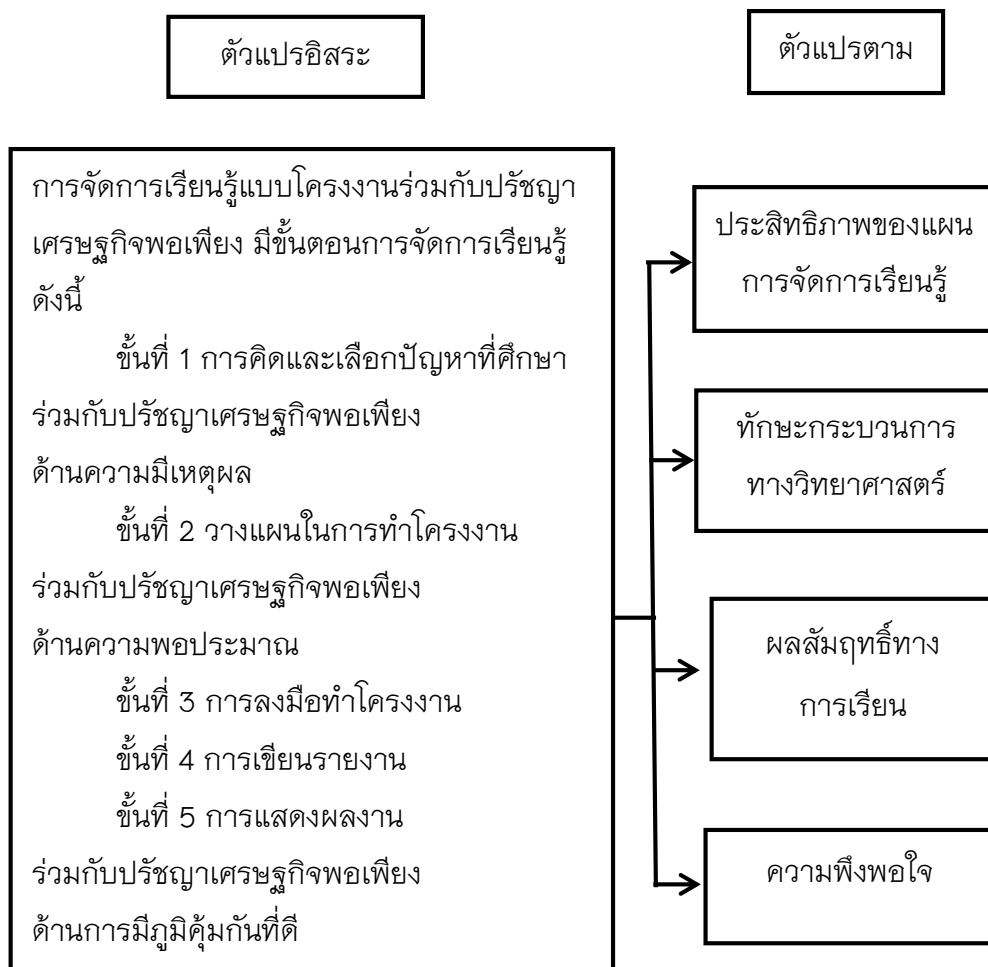 ตัวแปรอิสระ
ตัวแปรตาม
การจัดการเรียนรู้แบบโครงงานร่วมกับปรัชญา
เศรษฐกิจพอเพียง มีขั้นตอนการจัดการเรียนรู้
ดังนี้
ขั้นที่ 1 การคิดและเลือกปัญหาที่ศึกษา
ร่วมกับปรัชญาเศรษฐกิจพอเพียง
ด้านความมีเหตุผล
ขั้นที่ 2 วางแผนในการทำโครงงาน
ร่วมกับปรัชญาเศรษฐกิจพอเพียง
ด้านความพอประมาณ
ขั้นที่ 3 การลงมือทำโครงงาน
ขั้นที่ 4 การเขียนรายงาน
ขั้นที่ 5 การแสดงผลงาน
ร่วมกับปรัชญาเศรษฐกิจพอเพียง
ด้านการมีภูมิคุ้มกันที่ดี
ประสิทธิภาพของแผน
การจัดการเรียนรู้
ทักษะกระบวนการ
ทางวิทยาศาสตร์
ผลสัมฤทธิ์ทาง
การเรียน
ความพึงพอใจ